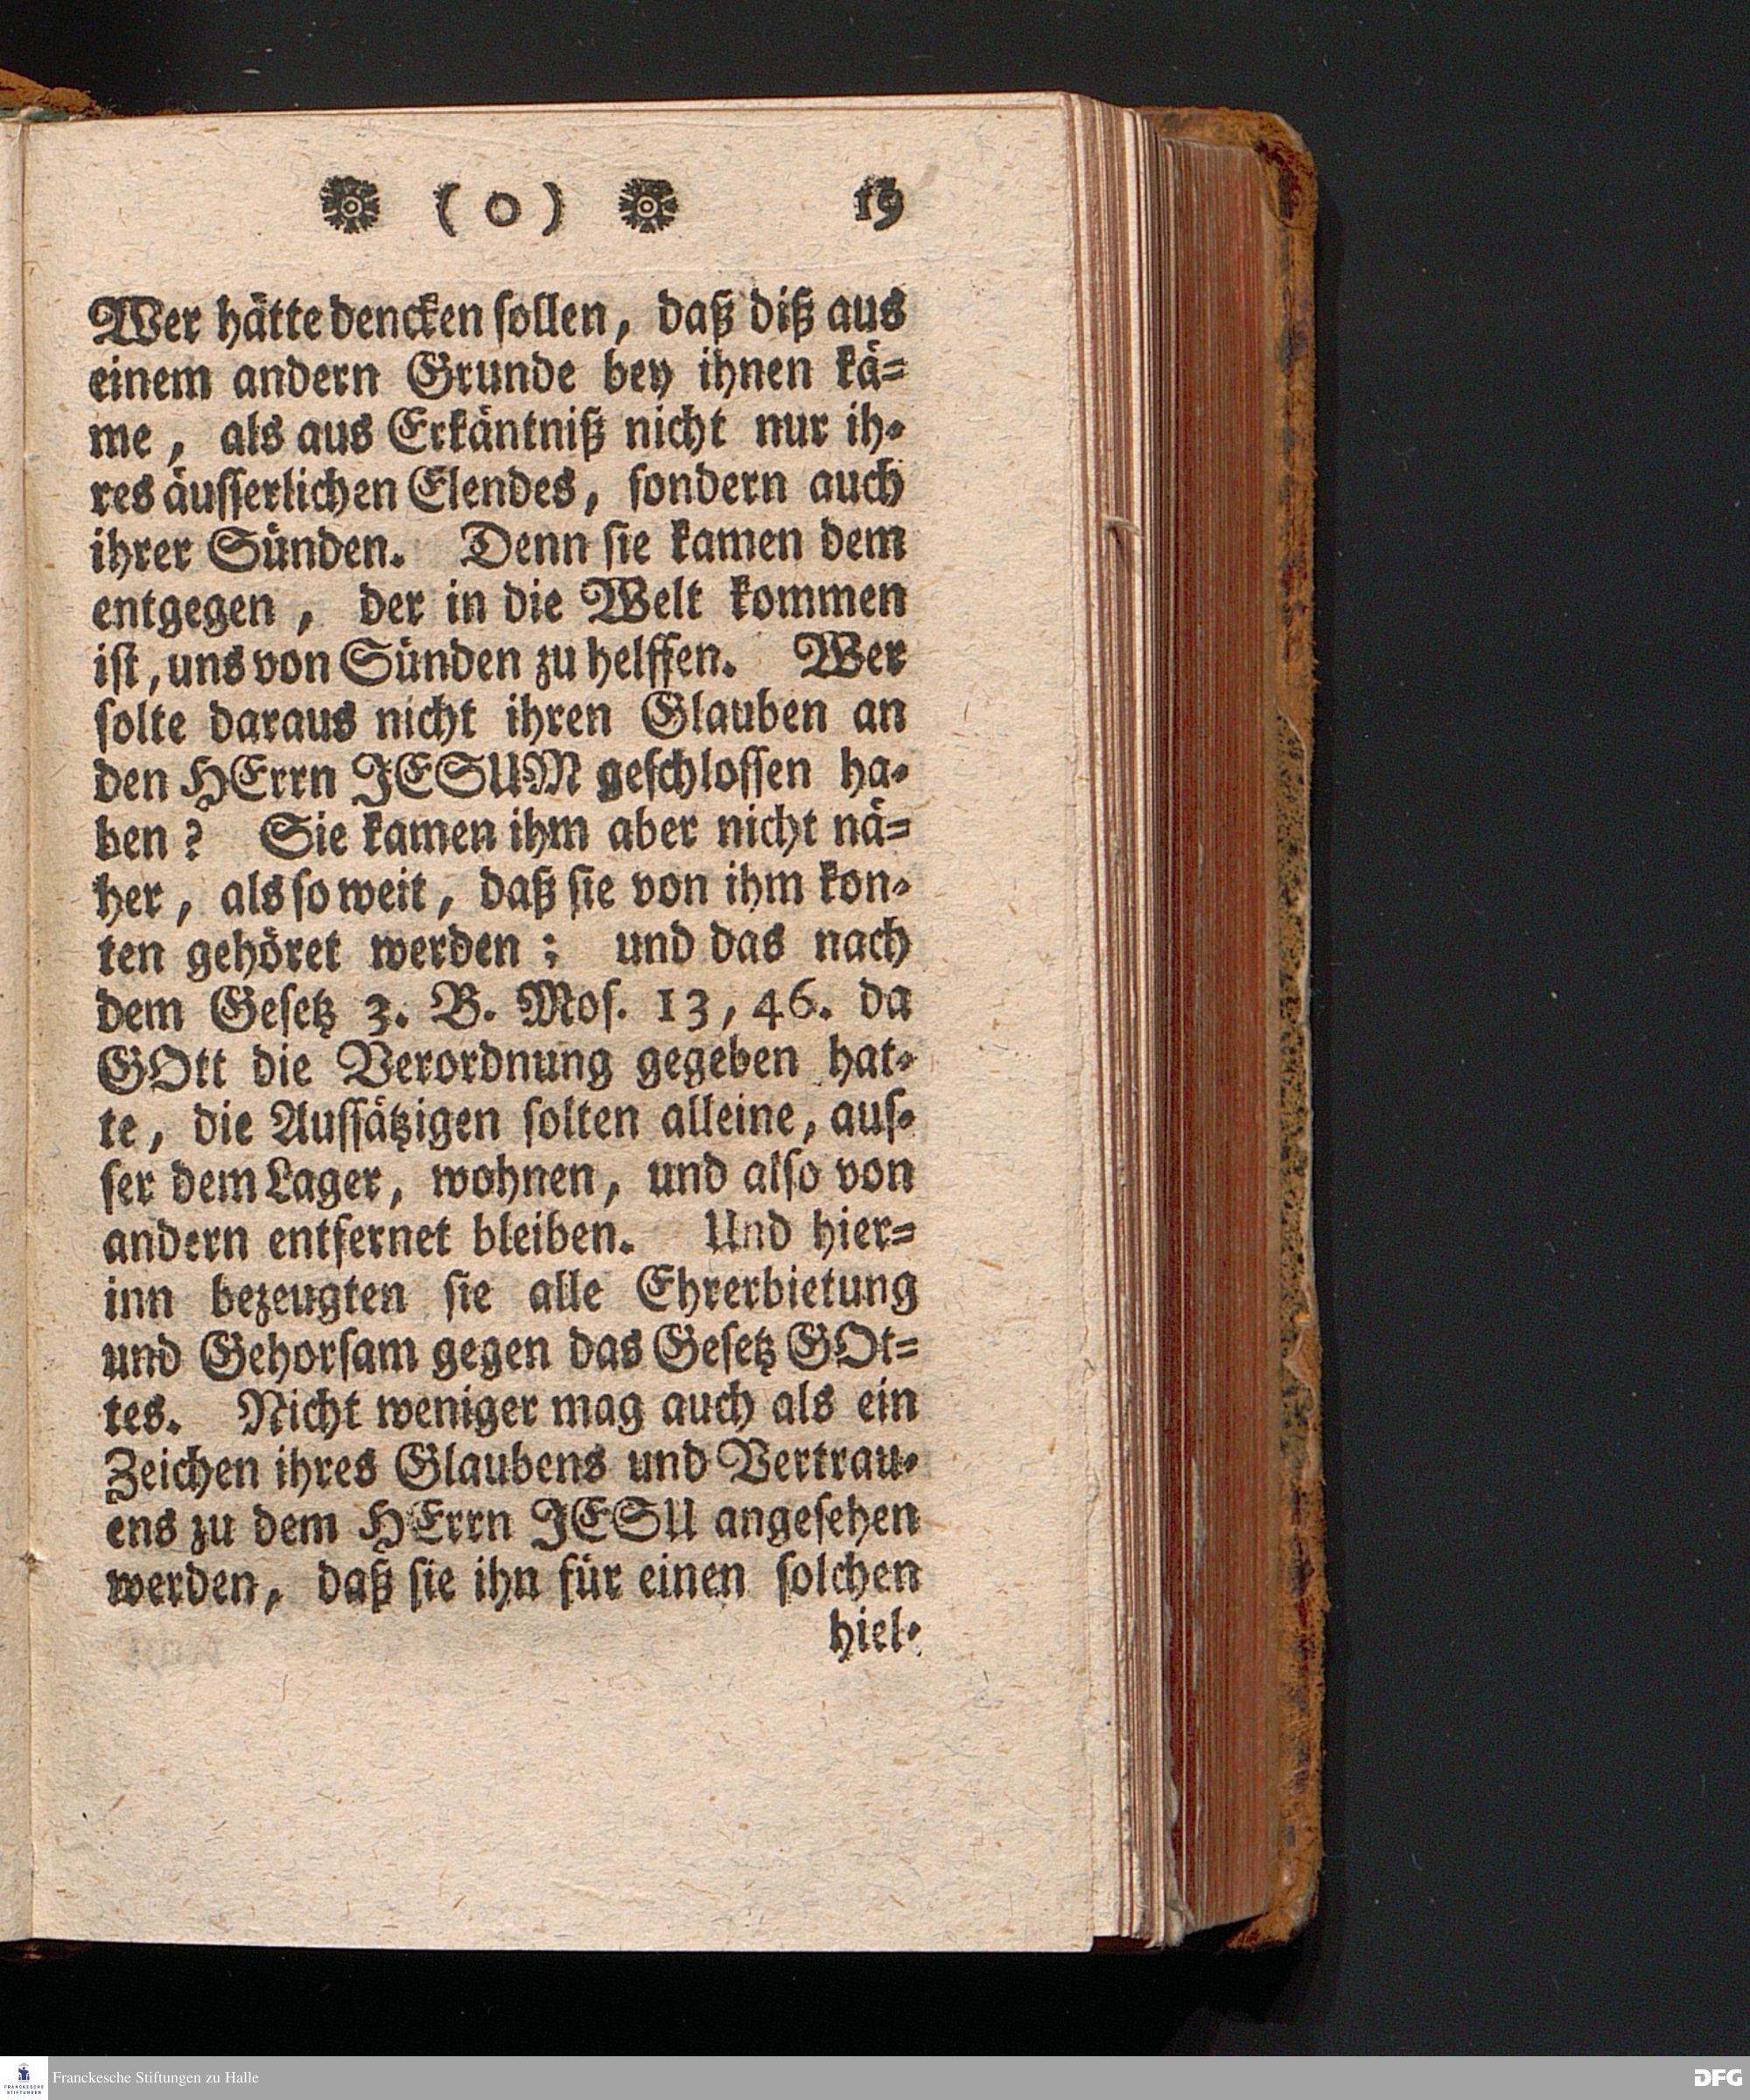 ( o ) 19
Wer hätte dencken sollen, daß diß aus
einem andern Grunde bey ihnen kä=
me, als aus Erkäntniß nicht nur ih=
res äusserlichen Elendes, sondern auch
ihrer Sünden. Denn sie kamen dem
entgegen, der in die Welt kommen
ist, uns von Sünden zu helffen. Wer
solte daraus nicht ihren Glauben an
den HErrn JESUM geschlossen ha=
ben? Sie kamen ihm aber nicht nä=
her, als so weit, daß sie von ihm kon=
ten gehöret werden; und das nach
dem Gesetz 3. B. Mos. 13, 46. da
GOtt die Verordnung gegeben hat=
te, die Aussätzigen solten alleine, aus=
ser dem Lager, wohnen, und also von
andern entfernet bleiben. Und hier=
inn bezeugten sie alle Ehrerbietung
und Gehorsam gegen das Gesetz GOt=
tes. Nicht weniger mag auch als ein
Zeichen ihres Glaubens und Vertrau=
ens zu dem HErrn JESU angesehen
werden, daß sie ihn für einen solchen
hiel=
FRANCKESCHE
STIFTUNGEN
Franckesche Stiftungen zu Halle
DFG